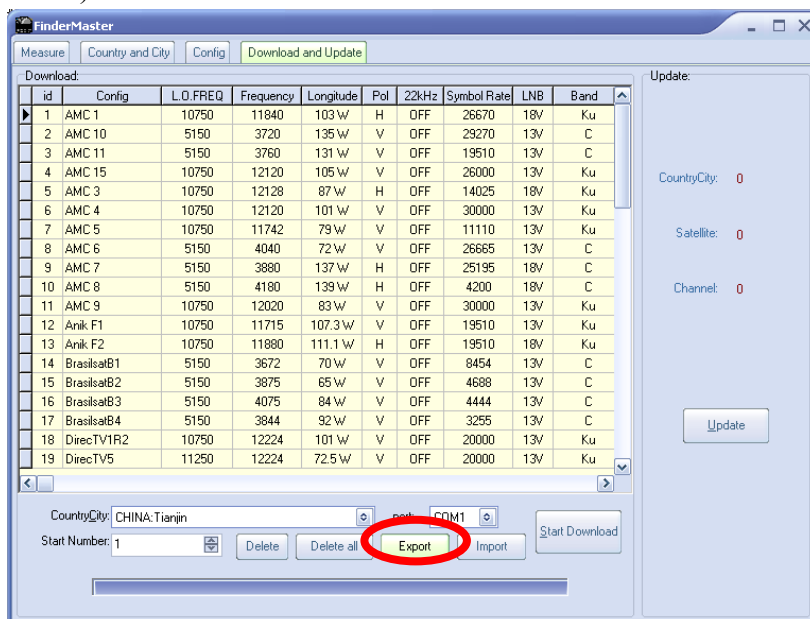 FinderMaster
Measure Country and City Config Download and Update
Download: Update:
id Config L.O.FREQ Frequency Longitude Pol 22kHz Symbol Rate LNB Band
1 AMC 1 10750 11840 103 W H OFF 26670 18V Ku
2 AMC 10 5150 3720 135 W V OFF 29270 13V C
3 AMC 11 5150 3760 131 W V OFF 19510 13V C
4 AMC 15 10750 12120 105 W V OFF 26000 13V Ku
5 AMC 3 10750 12128 87 W H OFF 14025 18V Ku
6 AMC 4 10750 12120 101 W V OFF 30000 13V Ku
7 AMC 5 10750 11742 79 W V OFF 11110 13V Ku
8 AMC 6 5150 4040 72 W V OFF 26665 13V C
9 AMC 7 5150 3880 137 W H OFF 25195 18V C
10 AMC 8 5150 4180 139 W H OFF 4200 18V C
11 AMC 9 10750 12020 83 W V OFF 30000 13V Ku
12 Anik F1 10750 11715 107.3 W V OFF 19510 13V Ku
13 Anik F2 10750 11880 111.1 W H OFF 19510 18V Ku
14 BrasilsatB1 5150 3672 70 W V OFF 8454 13V C
15 BrasilsatB2 5150 3875 65 W V OFF 4688 13V C
16 BrasilsatB3 5150 4075 84 W V OFF 4444 13V C
17 BrasilsatB4 5150 3844 92 W V OFF 3255 13V C
18 DirecTV1R2 10750 12224 101 W V OFF 20000 13V Ku
19 DirecTV5 11250 12224 72.5 W V OFF 20000 13V Ku
CountryCity: 0
Satellite: 0
Channel: 0
Update
CountryCity: CHINA:Tianjin port: COM1
Start Number: 1 Delete Delete all Export Import Start Download